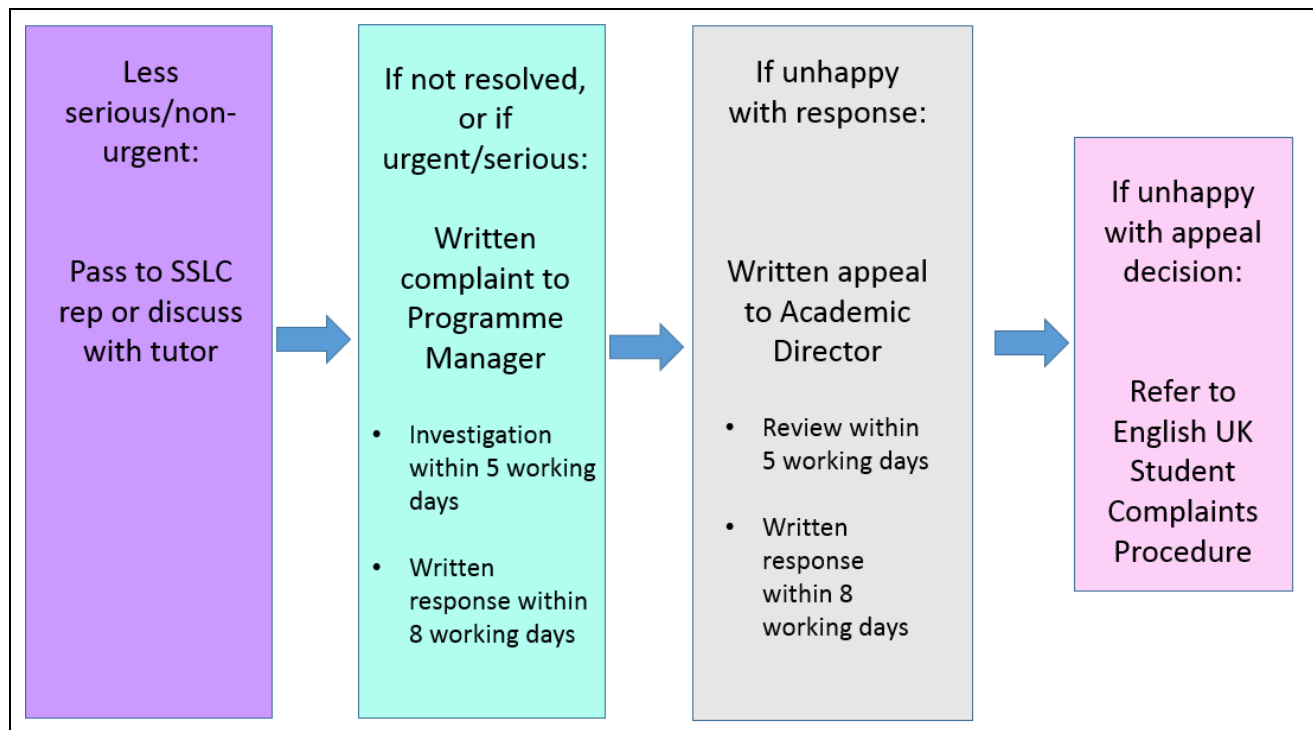 Less
serious/non-
urgent:
Pass to SSLC
rep or discuss
with tutor
If not resolved,
or if
urgent/serious:
Written
complaint to
Programme
Manager
• Investigation
within 5 working
days
• Written
response within
8 working days
If unhappy
with response:
Written appeal
to Academic
Director
• Review within
5 working days
• Written
response
within 8
working days
If unhappy
with appeal
decision:
Refer to
English UK
Student
Complaints
Procedure